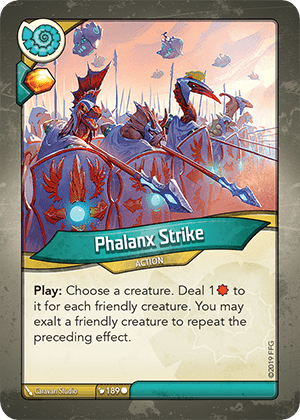 Phalanx Strike
ACTION
Play: Choose a creature. Deal 1 to
it for each friendly creature. You may
exalt a friendly creature to repeat the
preceding effect.
©2019 FFG
Caravan Studio
189